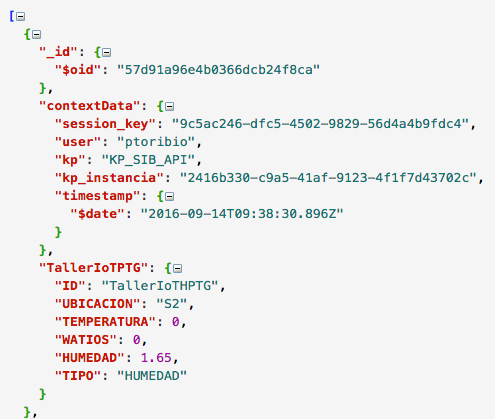 [
{
"_id": {
"$oid": "57d91a96e4b0366dcb24f8ca"
},
"contextData": {
"session_key": "9c5ac246-dfc5-4502-9829-56d4a4b9fdc4",
"user": "ptoribio",
"kp": "KP_SIB_API",
"kp_instancia": "2416b330-c9a5-41af-9123-4f1f7d43702c",
"timestamp": {
"$date": "2016-09-14T09:38:30.896Z"
}
},
"TallerIoTPTG": {
"ID": "TallerIoTHPTG",
"UBICACION": "S2",
"TEMPERATURA": 0,
"WATIOS": 0,
"HUMEDAD": 1.65,
"TIPO": "HUMEDAD"
}
},